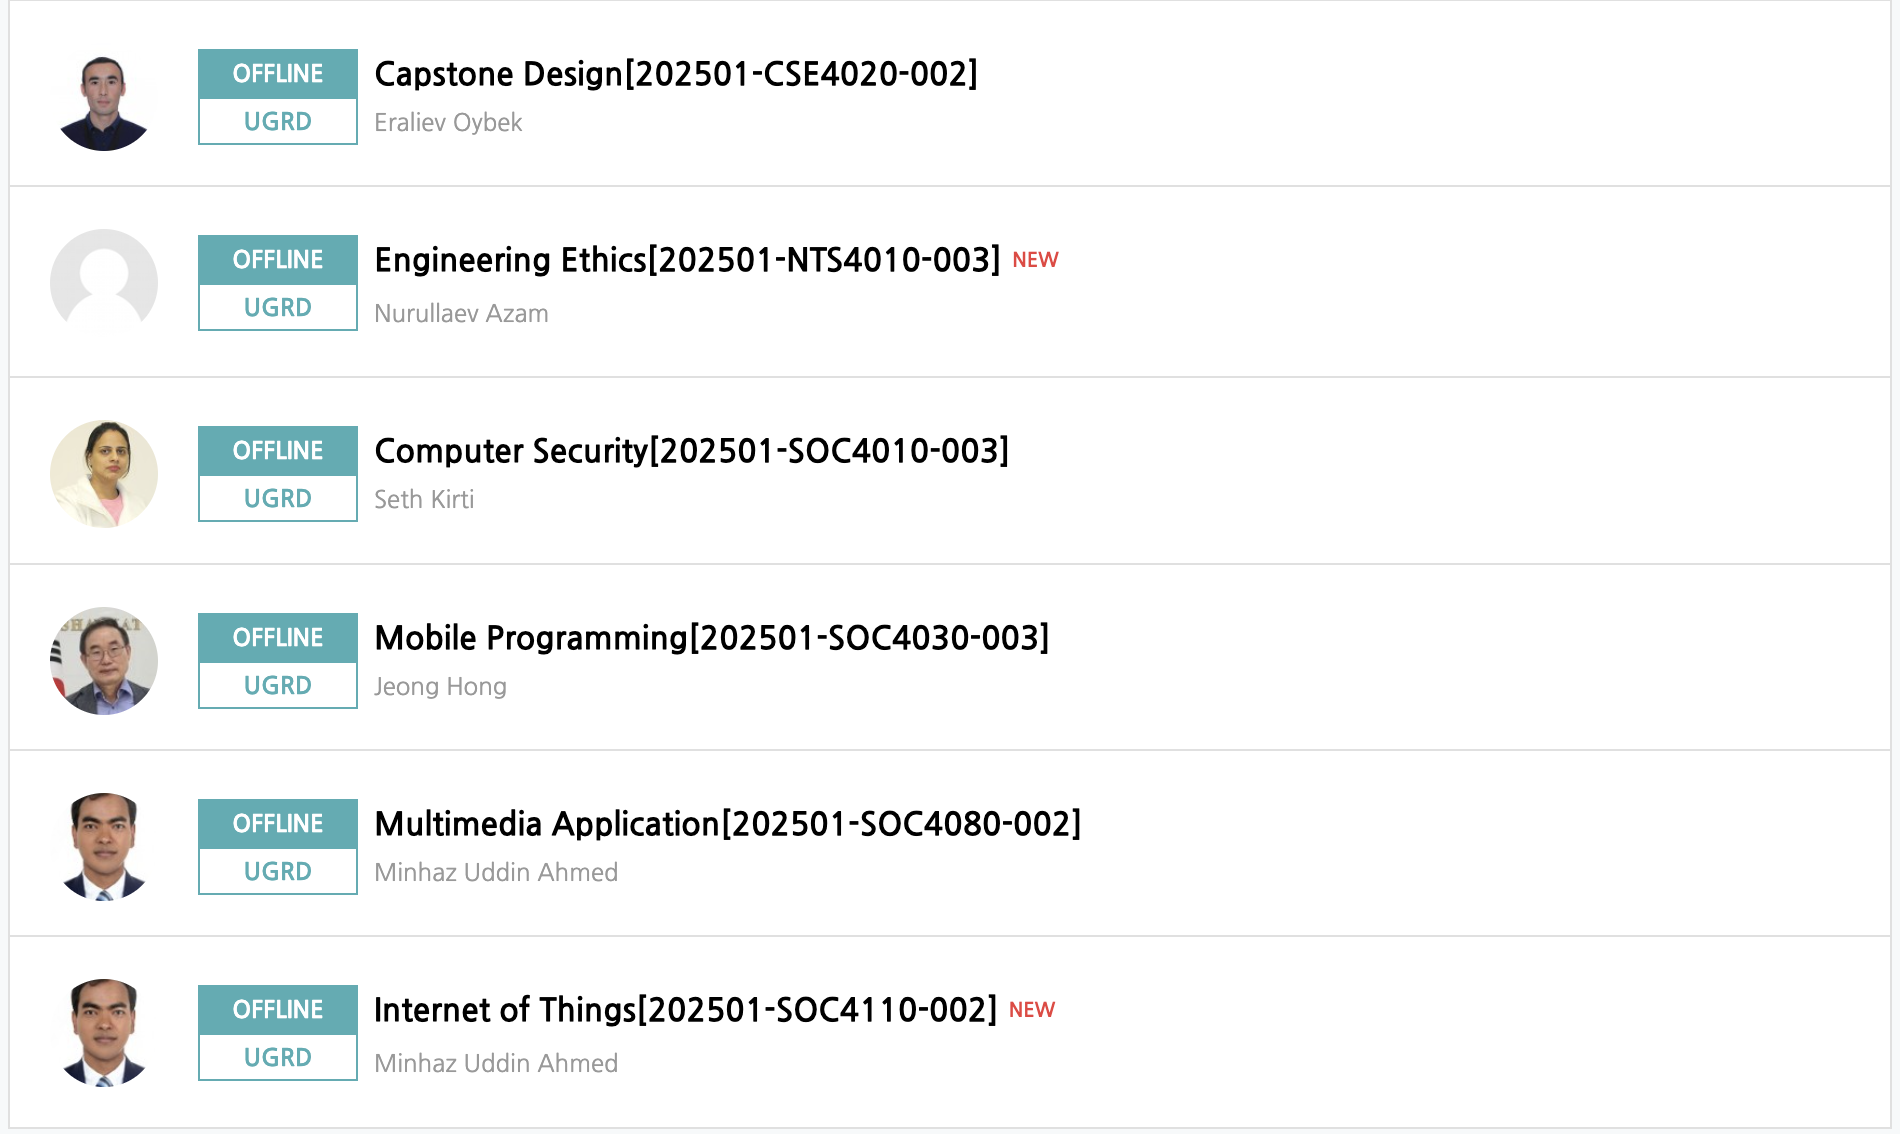 OFFLINE
UGRD
Capstone Design[202501-CSE4020-002]
Eraliev Oybek
OFFLINE
UGRD
Engineering Ethics[202501-NTS4010-003] NEW
Nurullaev Azam
OFFLINE
UGRD
Computer Security[202501-SOC4010-003]
Seth Kirti
OFFLINE
UGRD
Mobile Programming[202501-SOC4030-003]
Jeong Hong
OFFLINE
UGRD
Multimedia Application[202501-SOC4080-002]
Minhaz Uddin Ahmed
OFFLINE
UGRD
Internet of Things[202501-SOC4110-002] NEW
Minhaz Uddin Ahmed